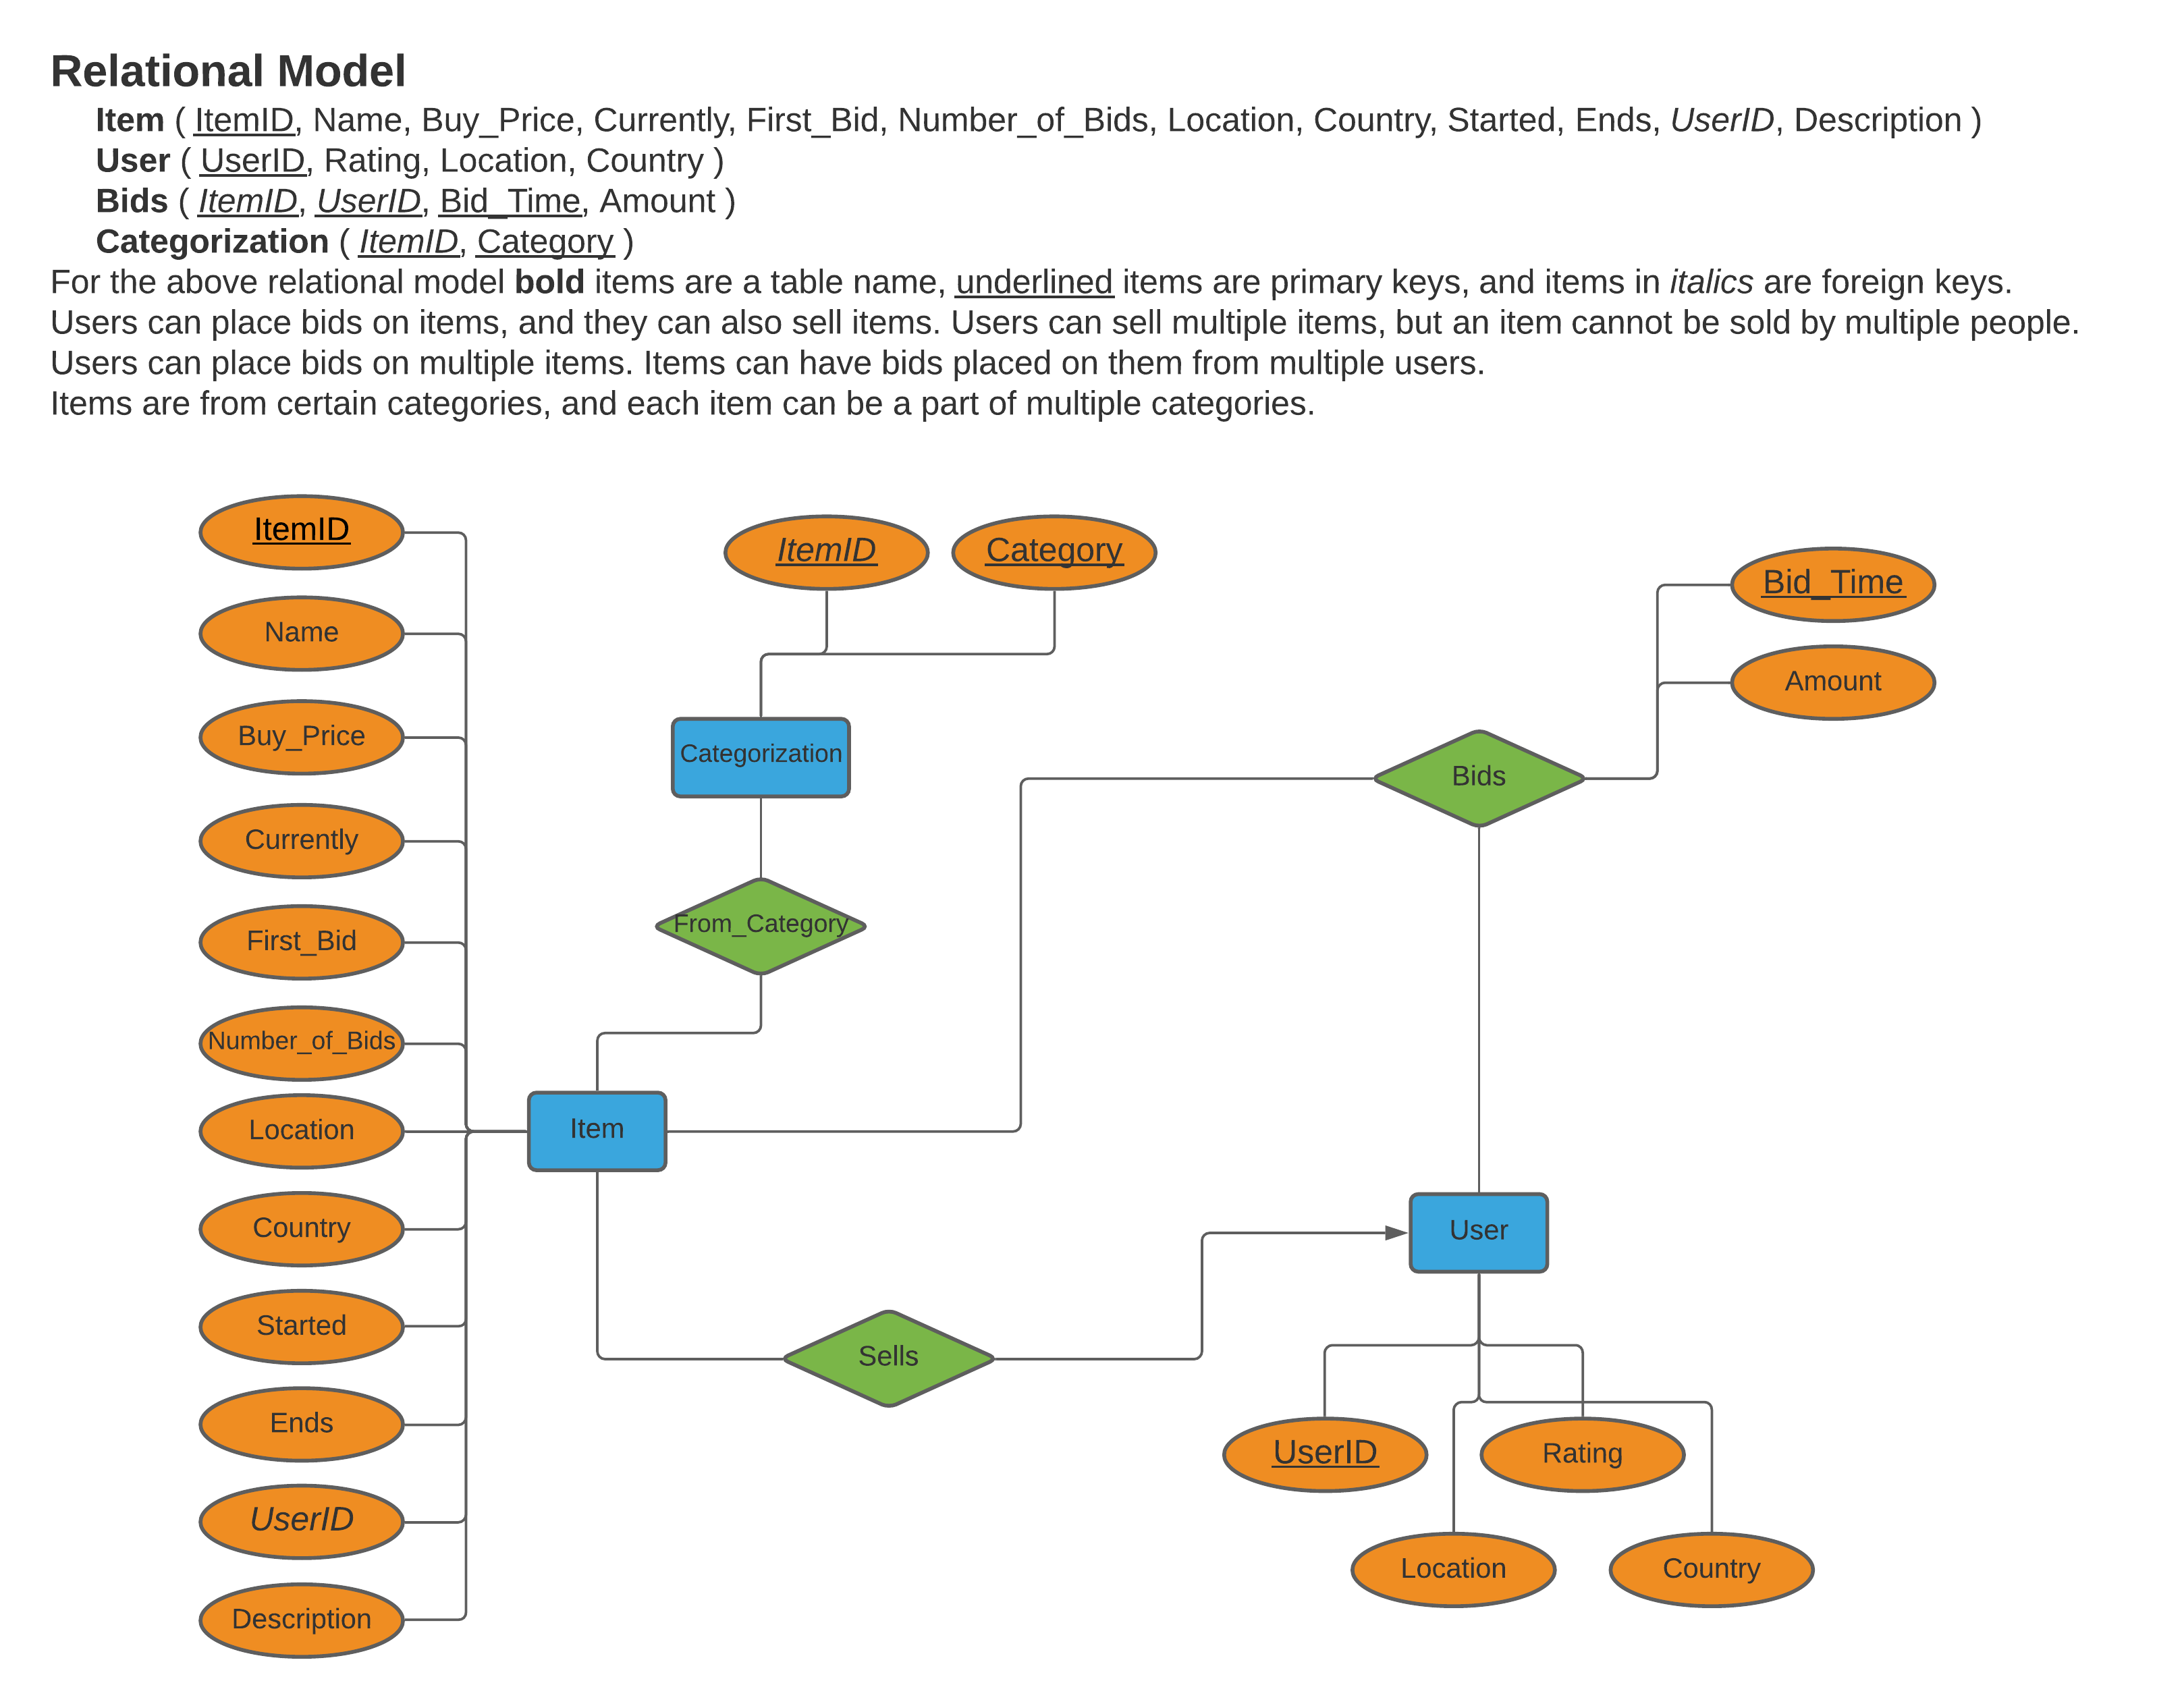 Relational Model
Item ( ItemID, Name, Buy_Price, Currently, First_Bid, Number_of_Bids, Location, Country, Started, Ends, UserID, Description )
User ( UserID, Rating, Location, Country )
Bids ( ItemID, UserID, Bid_Time, Amount )
Categorization ( ItemID, Category )
For the above relational model bold items are a table name, underlined items are primary keys, and items in italics are foreign keys.
Users can place bids on items, and they can also sell items. Users can sell multiple items, but an item cannot be sold by multiple people.
Users can place bids on multiple items. Items can have bids placed on them from multiple users.
Items are from certain categories, and each item can be a part of multiple categories.
ItemID
Name
Buy_Price
Currently
First_Bid
Number_of_Bids
Location
Country
Started
Ends
UserID
Description
ItemID
Category
Categorization
From_Category
Item
Sells
Bid_Time
Amount
Bids
User
UserID
Rating
Location
Country